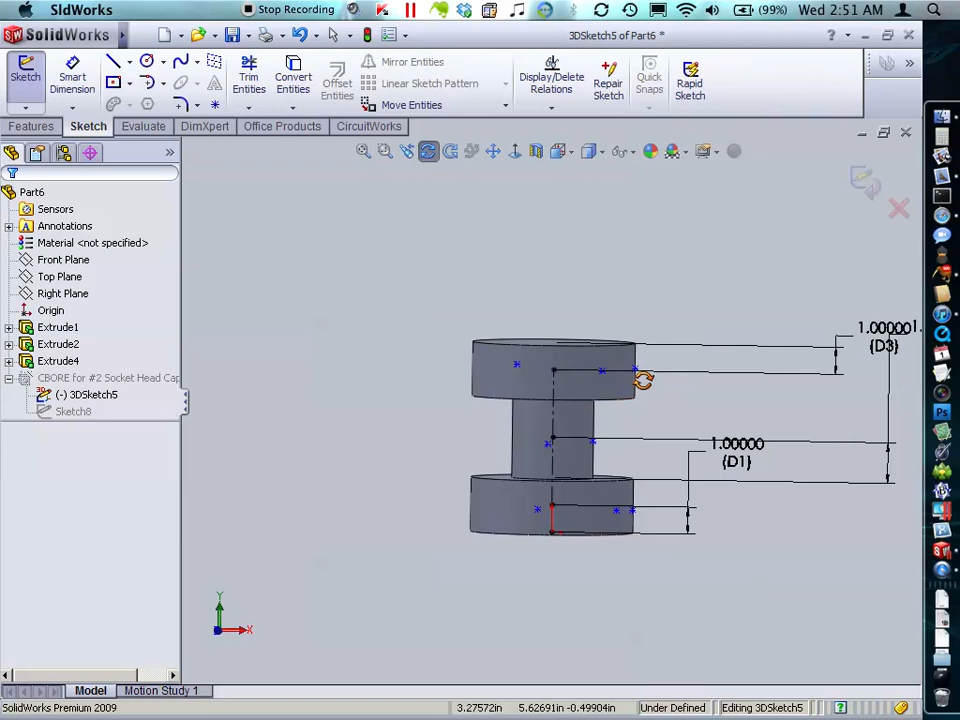 SldWorks
Stop Recording
(99%)
Wed 2:51 AM
SolidWorks
3DSketch5 of Part6 *
Sketch
Smart Dimension
Trim Entities
Convert Entities
Offset Entities
Mirror Entities
Linear Sketch Pattern
Move Entities
Display/Delete Relations
Repair Sketch
Quick Snaps
Rapid Sketch
Features
Sketch
Evaluate
DimXpert
Office Products
CircuitWorks
Part6
Sensors
Annotations
Material <not specified>
Front Plane
Top Plane
Right Plane
Origin
Extrude1
Extrude2
Extrude4
CBORE for #2 Socket Head Cap
(-) 3DSketch5
Sketch8
1.00000
1.
(D3)
1.00000
(D1)
Y
X
Model
Motion Study 1
SolidWorks Premium 2009
3.27572in
5.62691in
-0.49904in
Under Defined
Editing 3DSketch5